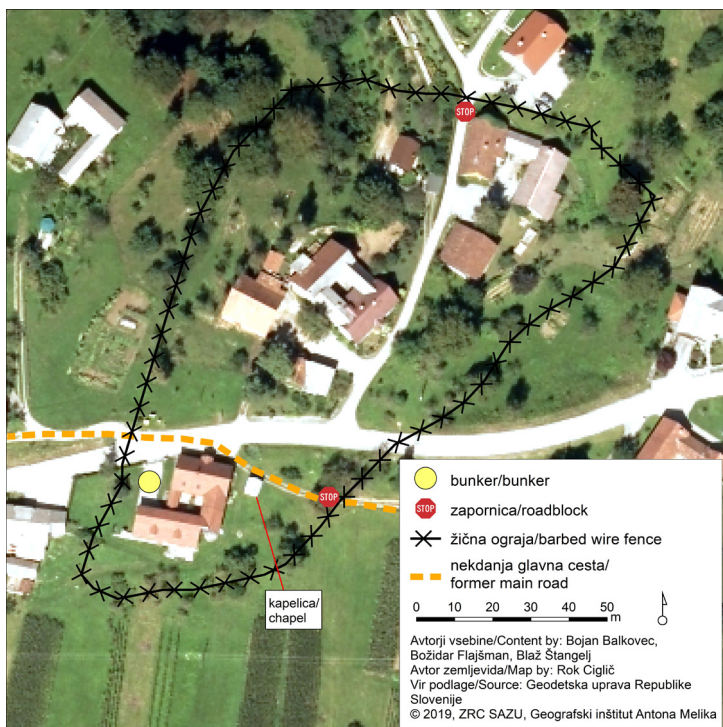 STOP
STOP
kapelica/
chapel
bunker/bunker
STOP
zapornica/roadblock
žična ograja/barbed wire fence
nekdanja glavna cesta/
former main road
0 10 20 30 40 50
m
Avtorji vsebine/Content by: Bojan Balkovec,
Božidar Flajšman, Blaž Štangelj
Avtor zemljevida/Map by: Rok Ciglič
Vir podlage/Source: Geodetska uprava Republike
Slovenije
© 2019, ZRC SAZU, Geografski inštitut Antona Melika